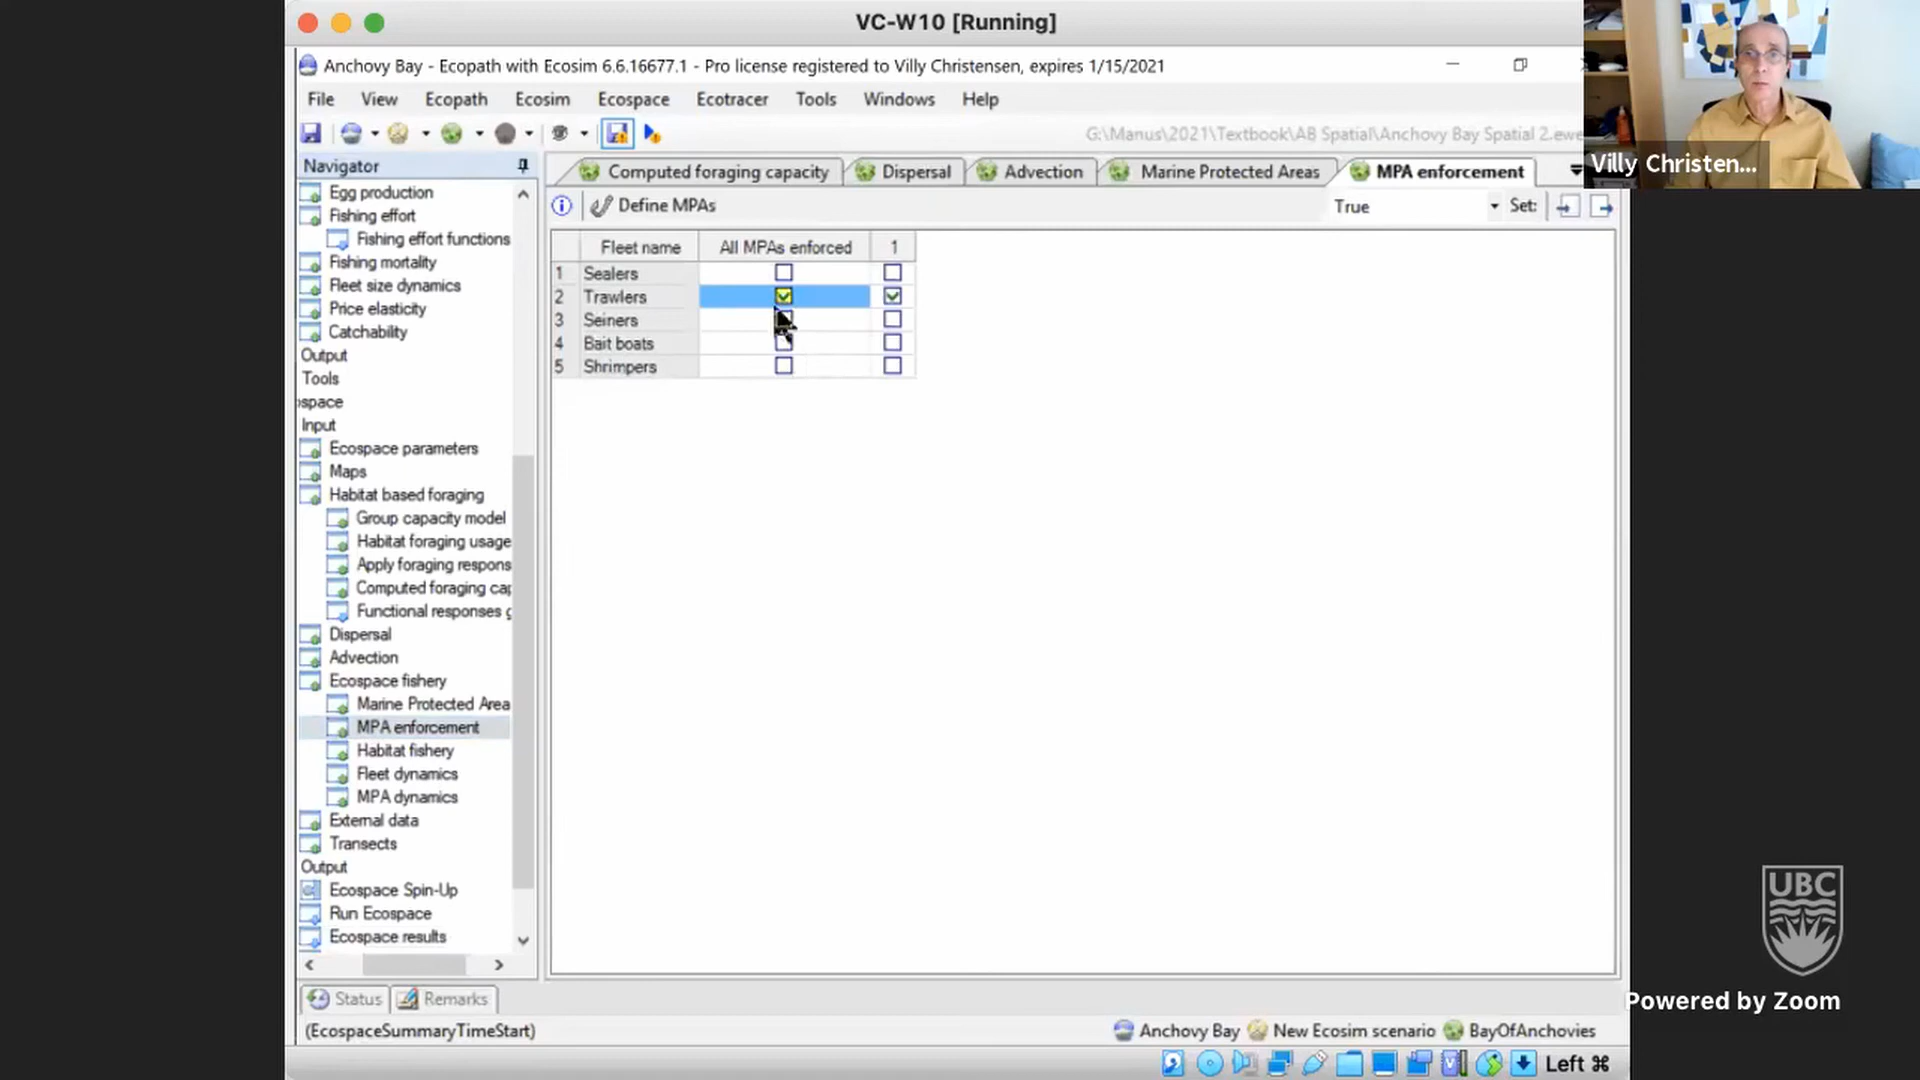 VC-W10 [Running]
Anchovy Bay - Ecopath with Ecosim 6.6.16677.1 - Pro license registered to Villy Christensen, expires 1/15/2021
File View Ecopath Ecosim Ecospace Ecotracer Tools Windows Help
G:\Manus\2021\Textbook\AB Spatial\Anchovy Bay Spatial 2.ewe
Villy Christen...
Navigator
Computed foraging capacity Dispersal Advection Marine Protected Areas MPA enforcement
Define MPAs True Set:
Fleet name All MPAs enforced 1
1 Sealers
2 Trawlers
3 Seiners
4 Bait boats
5 Shrimpers
Egg production
Fishing effort
Fishing effort functions
Fishing mortality
Fleet size dynamics
Price elasticity
Catchability
Output
Tools
space
Input
Ecospace parameters
Maps
Habitat based foraging
Group capacity model
Habitat foraging usage
Apply foraging respons
Computed foraging cap
Functional responses g
Dispersal
Advection
Ecospace fishery
Marine Protected Area
MPA enforcement
Habitat fishery
Fleet dynamics
MPA dynamics
External data
Transects
Output
Ecospace Spin-Up
Run Ecospace
Ecospace results
Status Remarks
(EcospaceSummaryTimeStart)
Anchovy Bay New Ecosim scenario BayOfAnchovies
Left ⌘
UBC
Powered by Zoom